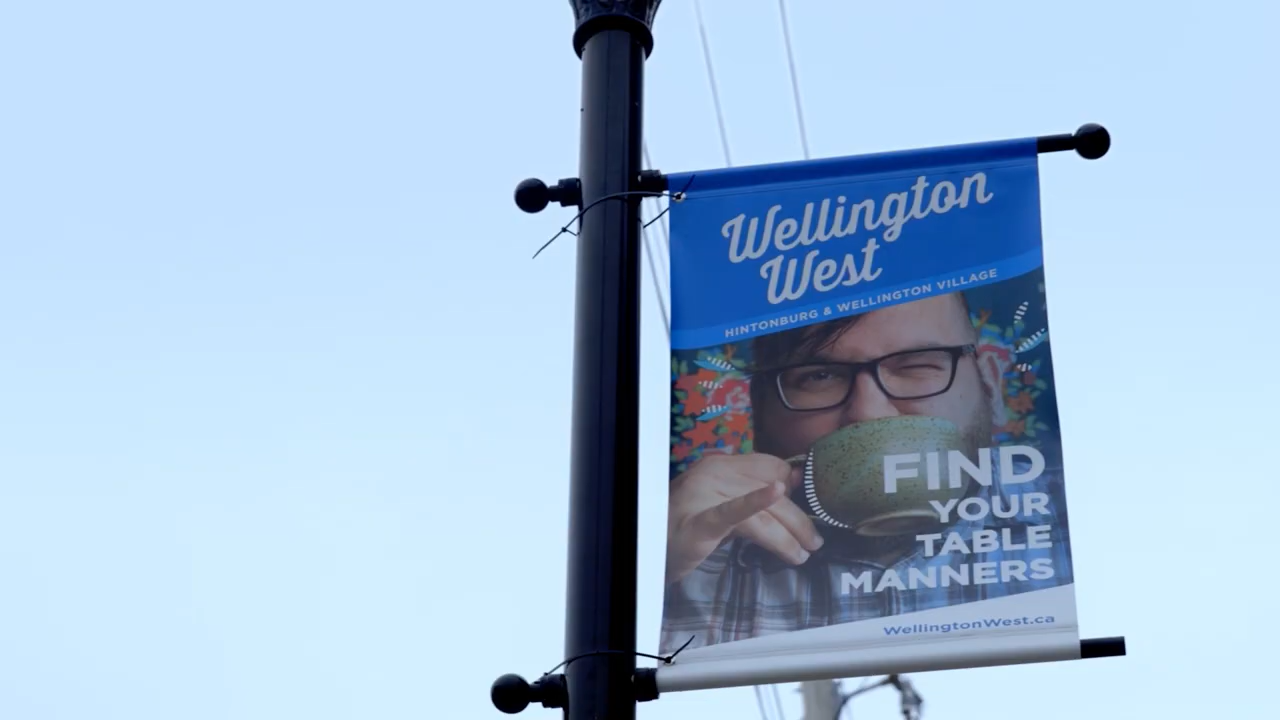 Wellington
West
HINTONBURG & WELLINGTON VILLAGE
FIND
YOUR
TABLE
MANNERS
WellingtonWest.ca